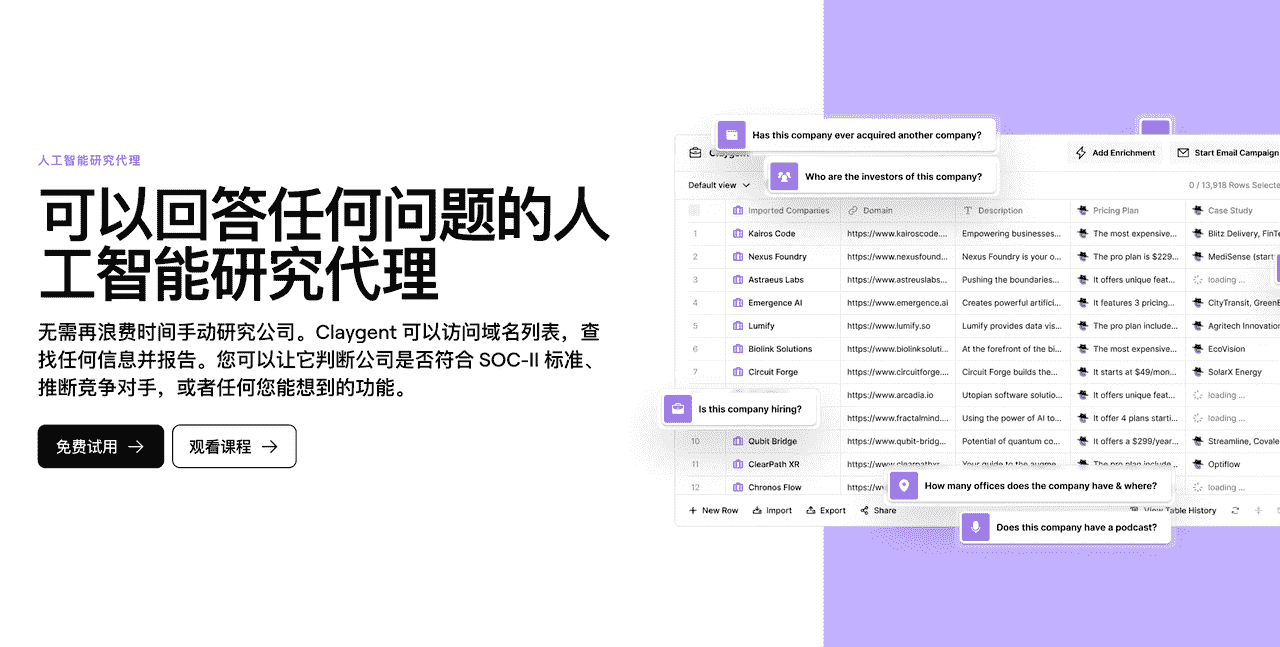 人工智能研究代理
可以回答任何问题的人
工智能研究代理
无需再浪费时间手动研究公司。Claygent 可以访问域名列表，查
找任何信息并报告。您可以让它判断公司是否符合 SOC-II 标准、
推断竞争对手，或者任何您能想到的功能。
免费试用 →
观看课程 →
Has this company ever acquired another company?
Claygent
Add Enrichment
Start Email Campaign
Who are the investors of this company?
Default view
0 / 13,918 Rows Selecte
Imported Companies Domain Description Pricing Plan Case Study
1 Kairos Code https://www.kairoscode.... Empowering businesses... The most expensive... Blitz Delivery, FinTe
2 Nexus Foundry https://www.nexusfound... Nexus Foundry is your o... The pro plan is $229... MediSense (start
3 Astraeus Labs https://www.astreuslabs... Pushing the boundaries... It offers unique feat... loading ...
4 Emergence AI https://www.emergence.ai Creates powerful artifici... It features 3 pricing... CityTransit, GreenE
5 Lumify https://www.lumify.so Lumify provides data vis... The pro plan include... Agritech Innovation
6 Biolink Solutions https://www.biolinksoluti... At the forefront of the bi... The most expensive... EcoVision
7 Circuit Forge https://www.circuitforge.... Circuit Forge builds the... It starts at $49/mon... SolarX Energy
https://www.arcadia.io Utopian software solutio... It offers unique feat... loading ...
Is this company hiring?
https://www.fractalmind.... Using the power of AI to... It offer 4 plans starti... loading ...
10 Qubit Bridge https://www.qubit-bridg... Potential of quantum co... It offers a $299/year... Streamline, Covale
11 ClearPath XR https://www.clearpathxr... Your guide to the augme... The pro plan include... Optiflow
12 Chronos Flow https://w loading ...
How many offices does the company have & where?
New Row Import Export Share View Table History
Does this company have a podcast?